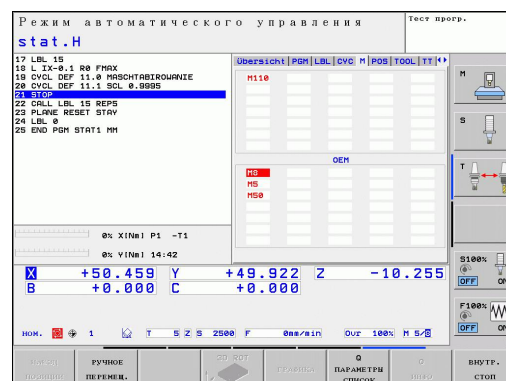 Режим автоматического управления
Тест прогр.
stat.H
17 LBL 15
18 L IX-0.1 R0 FMAX
19 CYCL DEF 11.0 MASCHTABIROWANIE
20 CYCL DEF 11.1 SCL 0.9995
21 STOP
22 CALL LBL 15 REP5
23 PLANE RESET STAY
24 LBL 0
25 END PGM STAT1 MM
Übersicht PGM LBL CYC M POS TOOL TT
M110
OEM
M8
M5
M50
0% X[Nm] P1 -T1
0% Y[Nm] 14:42
X +50.459 Y +49.922 Z -10.255
B +0.000 C +0.000
НОМ. 1 T 5 Z S 2500 F 0mm/min Our 100% M 5/8
M
S
T
S100%
OFF ON
F100%
OFF ON
РУЧНОЕ ПЕРЕМЕЩ.
3D ROT
Q ПАРАМЕТРЫ СПИСОК
ВНУТР. СТОП